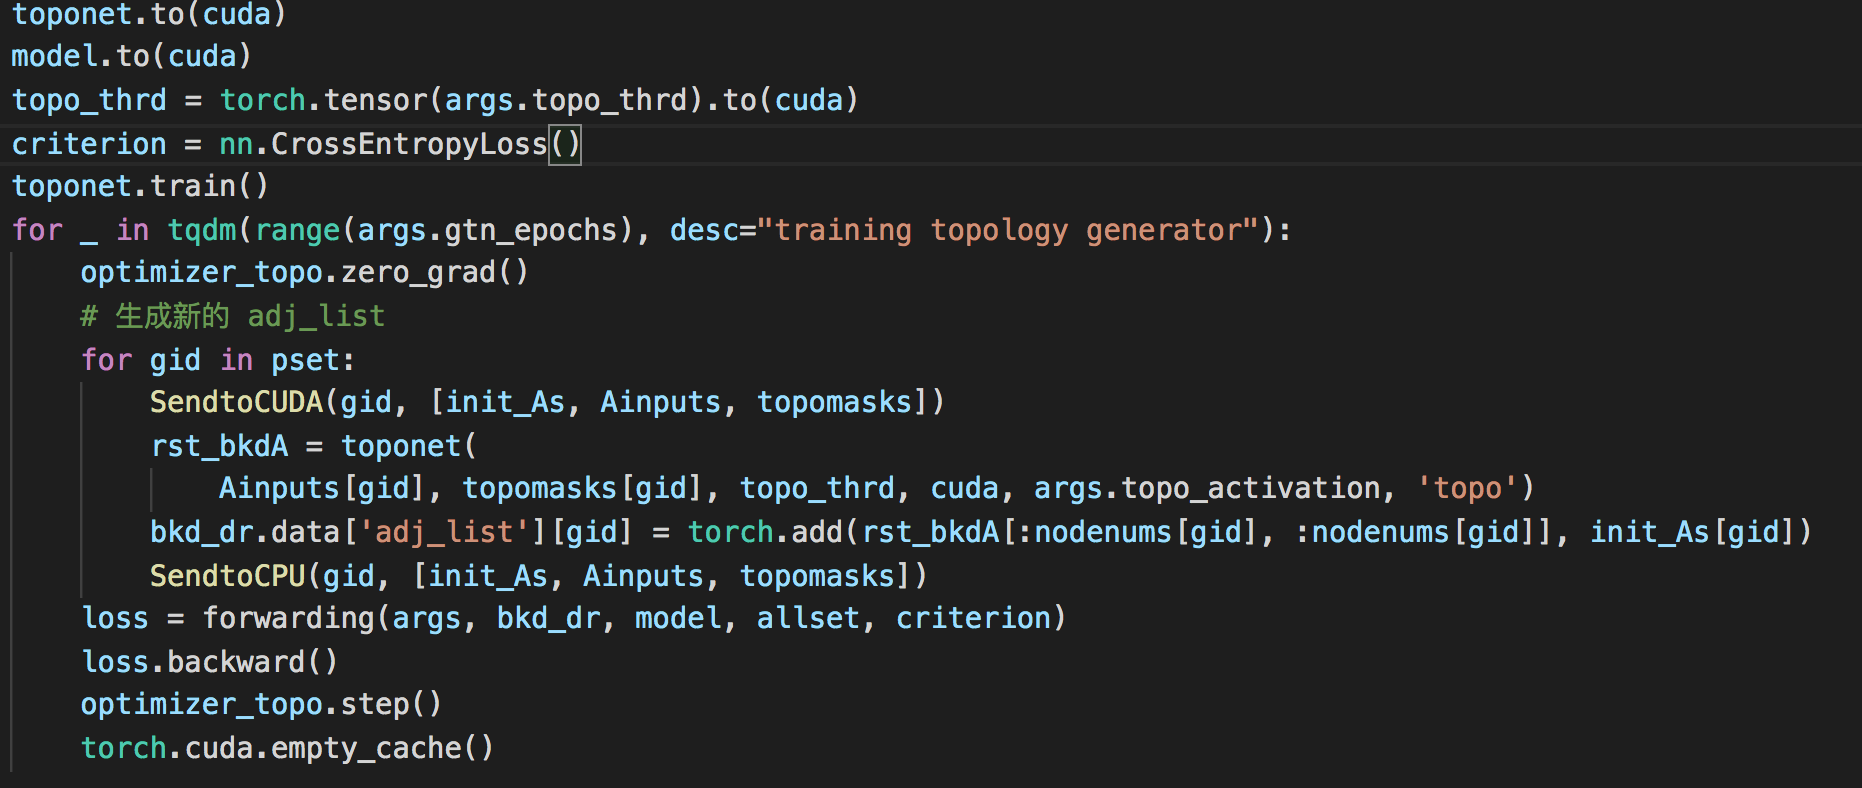 toponet.to(cuda)
model.to(cuda)
topo_thrd = torch.tensor(args.topo_thrd).to(cuda)
criterion = nn.CrossEntropyLoss()
toponet.train()
for _ in tqdm(range(args.gtn_epochs), desc="training topology generator"):
    optimizer_topo.zero_grad()
    # 生成新的 adj_list
    for gid in pset:
        SendtoCUDA(gid, [init_As, Ainputs, topomasks])
        rst_bkdA = toponet(
            Ainputs[gid], topomasks[gid], topo_thrd, cuda, args.topo_activation, 'topo')
        bkd_dr.data['adj_list'][gid] = torch.add(rst_bkdA[:nodenums[gid], :nodenums[gid]], init_As[gid])
        SendtoCPU(gid, [init_As, Ainputs, topomasks])
    loss = forwarding(args, bkd_dr, model, allset, criterion)
    loss.backward()
    optimizer_topo.step()
    torch.cuda.empty_cache()